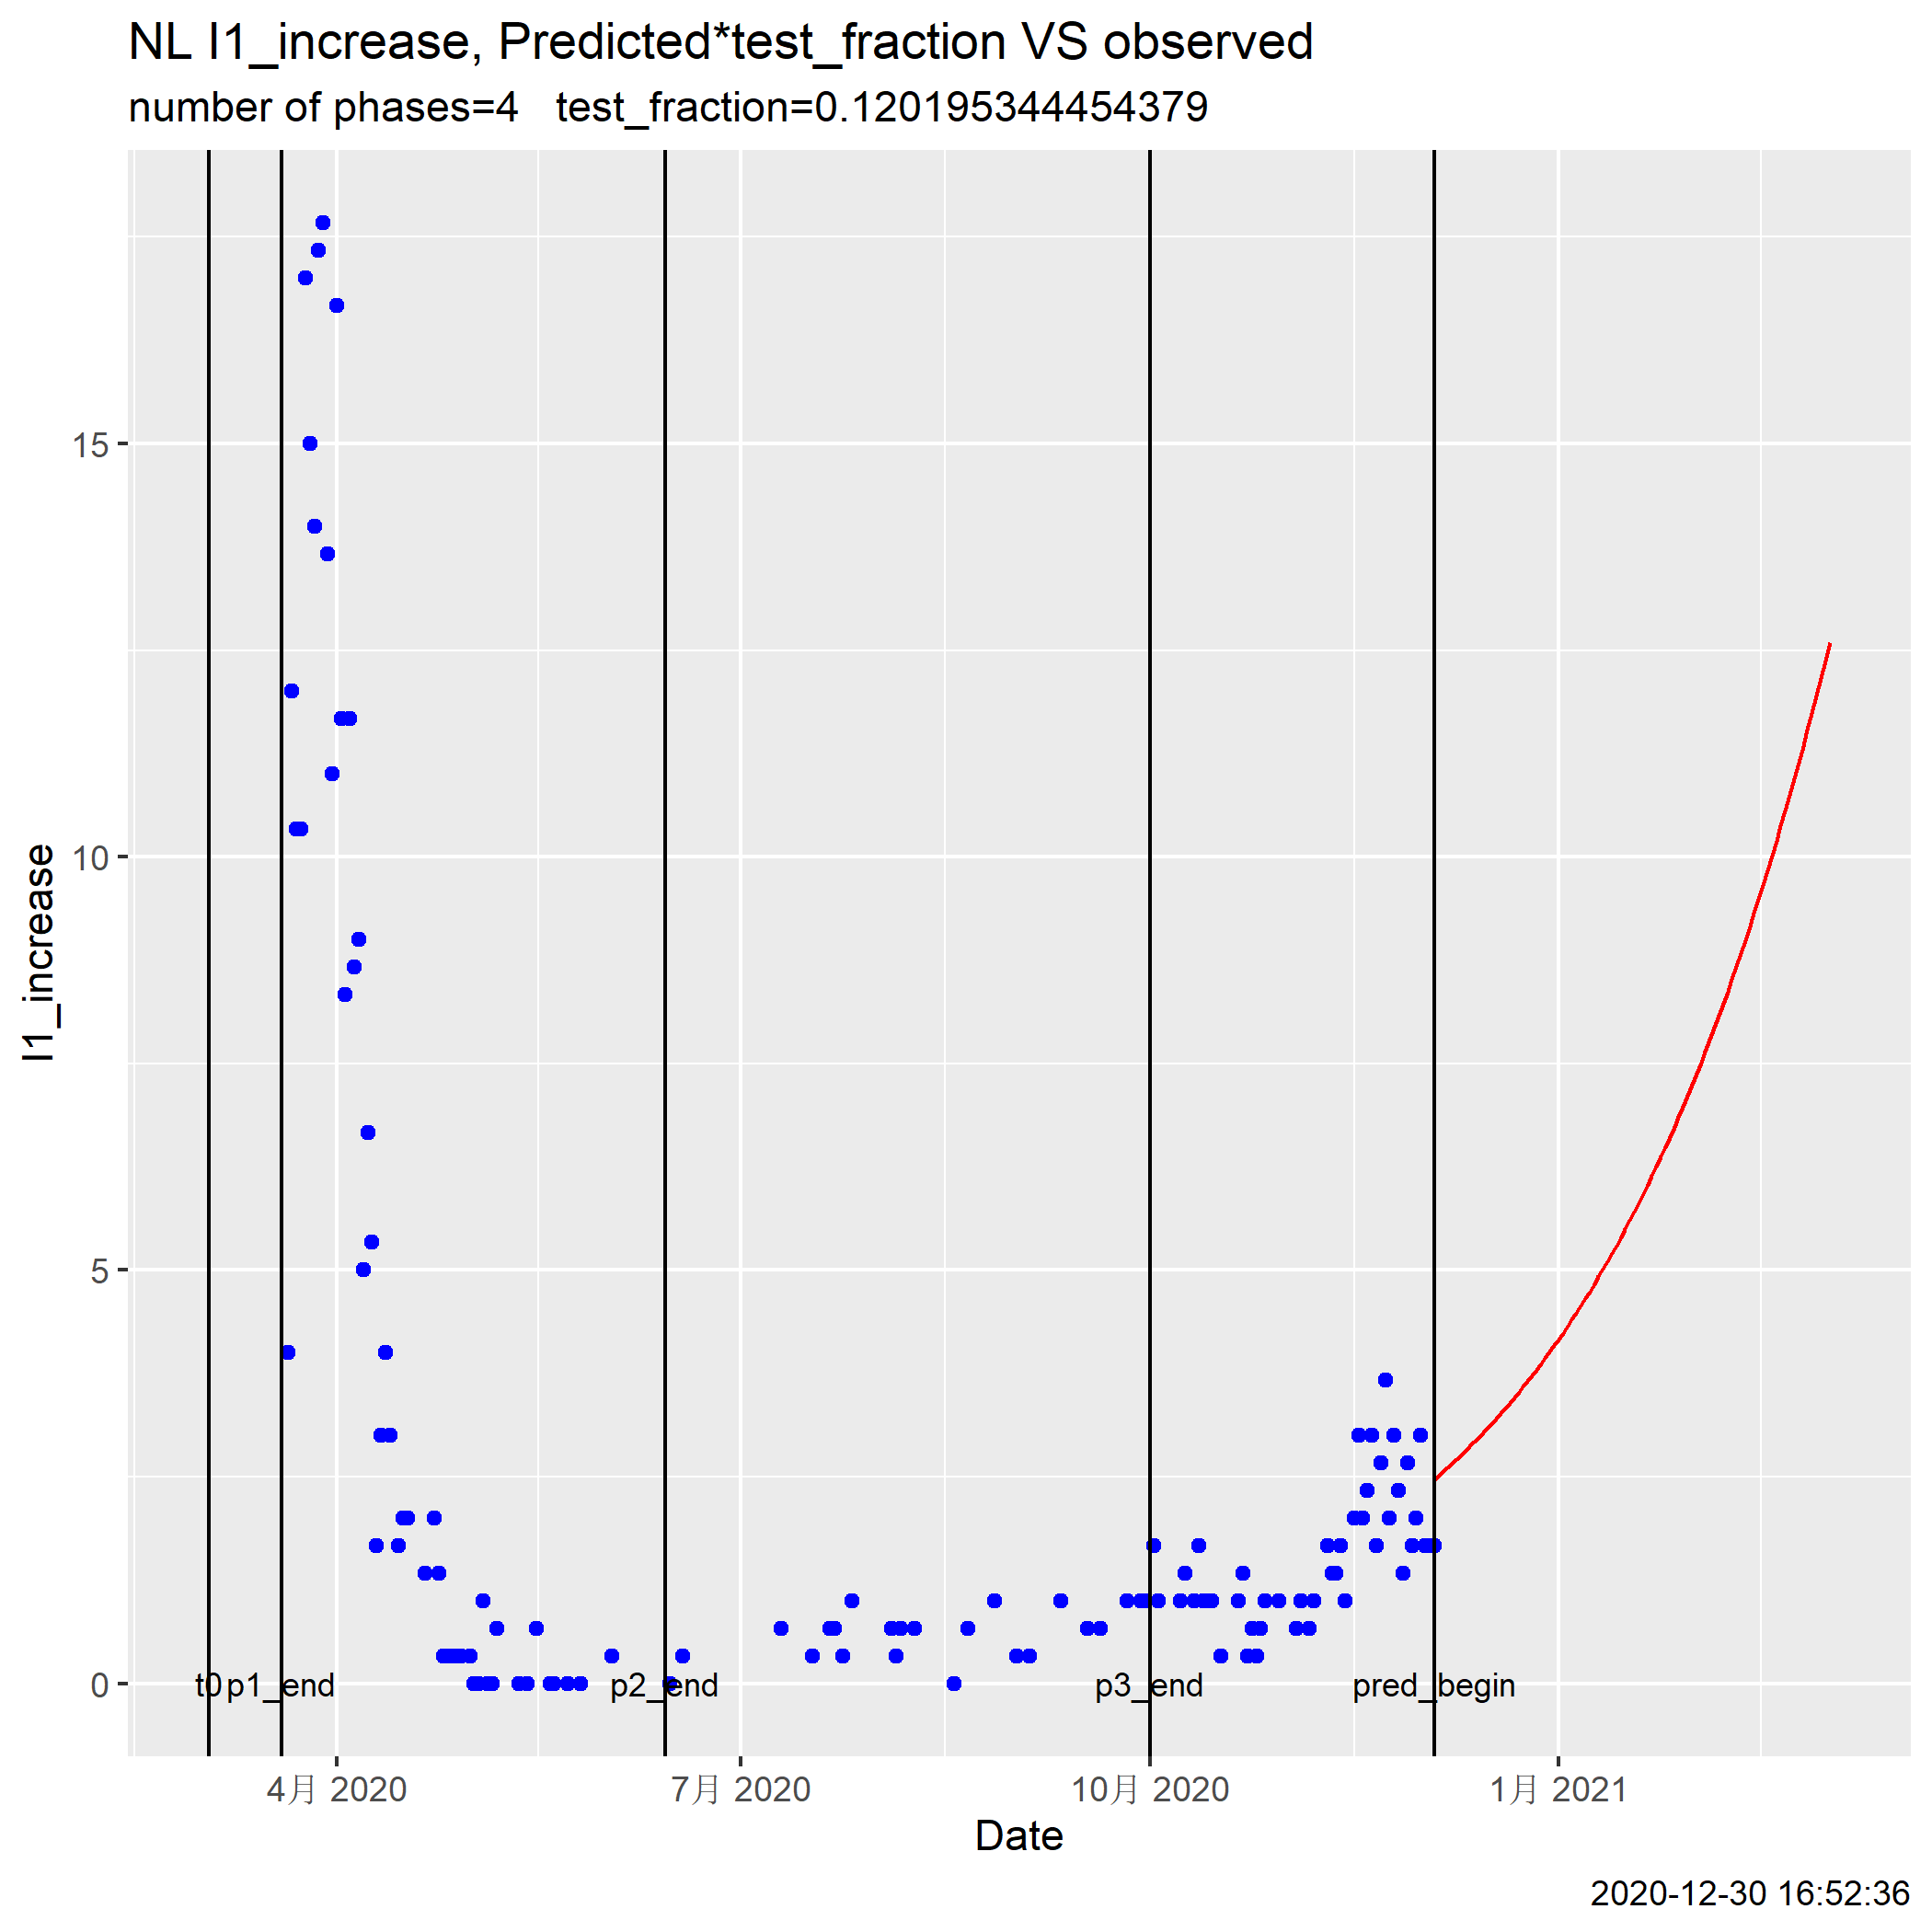 NL I1_increase, Predicted*test_fraction VS observed
number of phases=4   test_fraction=0.120195344454379
I1_increase
15
10
5
0
t0 p1_end p2_end p3_end pred_begin
4月 2020 7月 2020 10月 2020 1月 2021
Date
2020-12-30 16:52:36